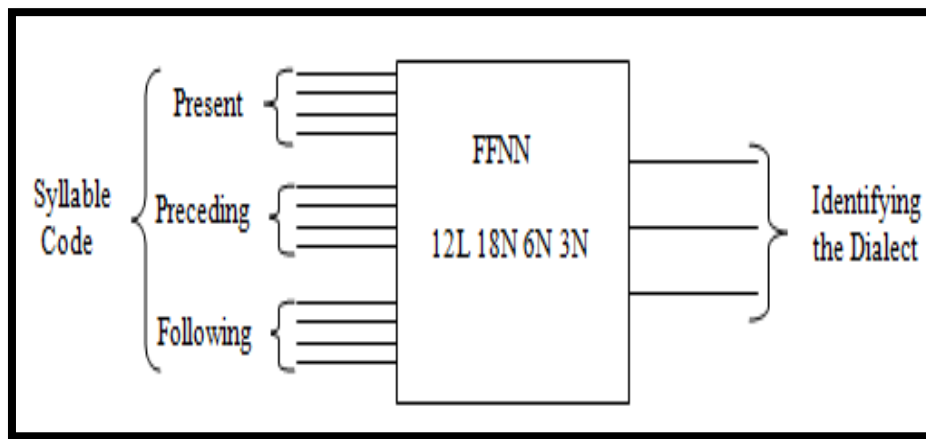 Syllable
Code
Present
Preceding
Following
FFNN
12L 18N 6N 3N
Identifying
the Dialect